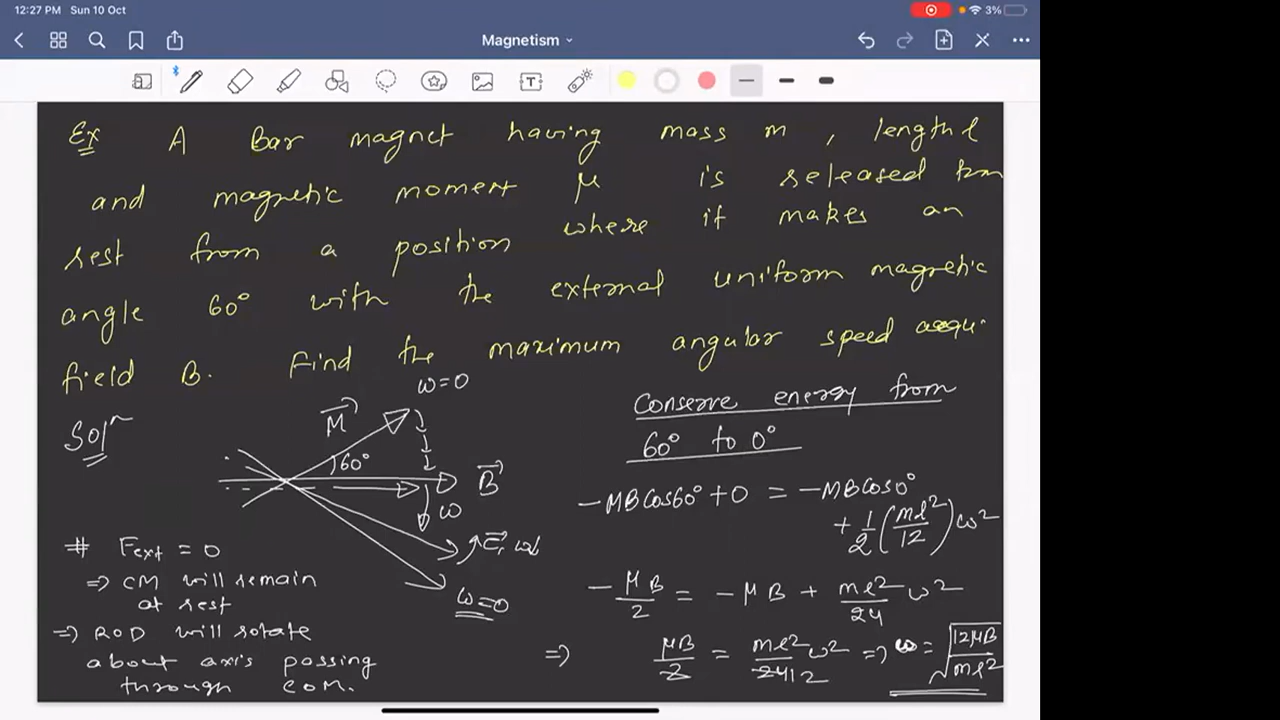 12:27 PM Sun 10 Oct
3%
Magnetism
Ex A Bar magnet having mass m , length l
and magnetic moment μ is released from
rest from a position where it makes an
angle 60° with the external uniform magnetic
field B. Find the maximum angular speed acqu
Solⁿ
ω=0
M
60°
B
ω
τ, ω↓
ω=0
# Fext = 0
⇒ CM will remain
at rest
⇒ ROD will rotate
about axis passing
through COM.
Conserve energy from
60° to 0°
-MBCos60° + 0 = -MBCos0°
+ 1/2 (ml²/12) ω²
- μB/2 = - μB + ml²/24 ω²
⇒ μB/2 = ml²/2412 ω² ⇒ ω = √(12μB/ml²)